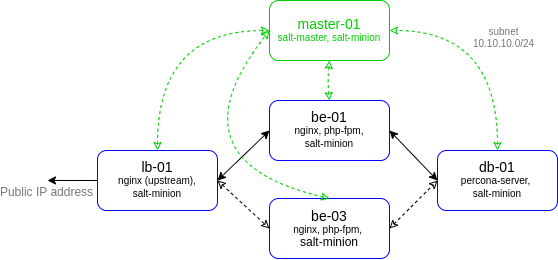 master-01
salt-master, salt-minion
subnet
10.10.10.0/24
be-01
nginx, php-fpm,
salt-minion
lb-01
nginx (upstream),
salt-minion
db-01
percona-server,
salt-minion
Public IP address
be-03
nginx, php-fpm,
salt-minion